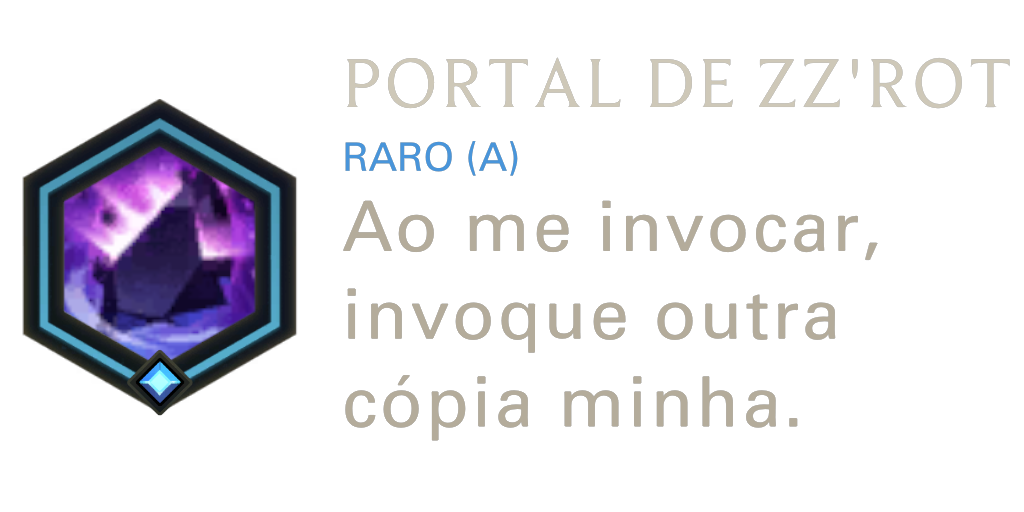 PORTAL DE ZZ'ROT
RARO (A)
Ao me invocar,
invoque outra
cópia minha.